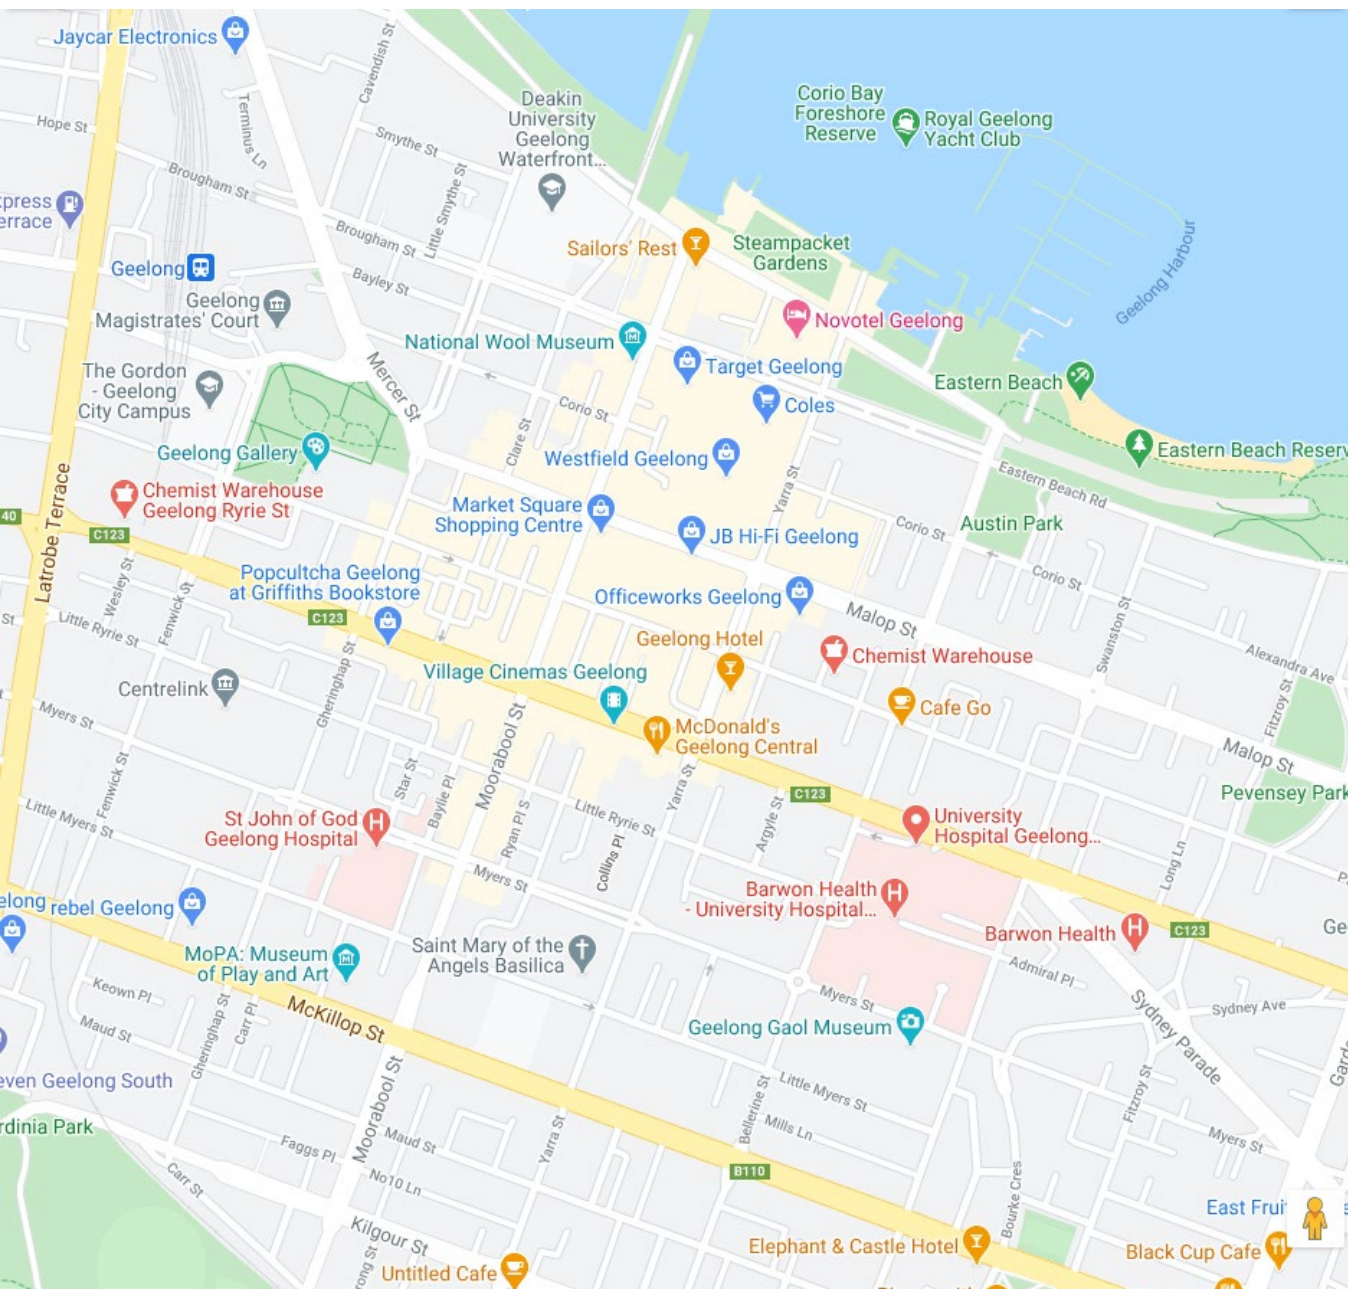 Jaycar Electronics
Cavendish St
Deakin
University
Geelong
Waterfront...
Corio Bay
Foreshore
Reserve
Royal Geelong
Yacht Club
Hope St
Terminus Ln
Smythe St
Brougham St
Little Smythe St
xpress
errace
Brougham St
Sailors' Rest
Steampacket
Gardens
Geelong Harbour
Geelong
Bayley St
Geelong
Magistrates' Court
Novotel Geelong
National Wool Museum
Target Geelong
The Gordon
- Geelong
City Campus
Mercer St
Eastern Beach
Corio St
Coles
Clare St
Geelong Gallery
Westfield Geelong
Eastern Beach Reserv
Eastern Beach Rd
Yarra St
Chemist Warehouse
Geelong Ryrie St
Market Square
Shopping Centre
JB Hi-Fi Geelong
Corio St
Austin Park
40
C123
Latrobe Terrace
Popcultcha Geelong
at Griffiths Bookstore
Wesley St
Fenwick St
C123
Officeworks Geelong
Corio St
Malop St
Swanston St
St
Little Ryrie St
Geelong Hotel
Chemist Warehouse
Alexandra Ave
Village Cinemas Geelong
Gheringhap St
Centrelink
Fitzroy St
Cafe Go
Myers St
McDonald's
Geelong Central
Moorabool St
Malop St
Fenwick St
Star St
Baylie Pl
Yarra St
C123
Pevensey Park
Little Myers St
St John of God
Geelong Hospital
Ryan Pl S
Little Ryrie St
Argyle St
University
Hospital Geelong...
Collins Pl
Long Ln
Myers St
P
elong
rebel Geelong
Barwon Health
- University Hospital...
Barwon Health
C123
Ge
MoPA: Museum
of Play and Art
Saint Mary of the
Angels Basilica
Admiral Pl
Keown Pl
Myers St
Sydney Ave
McKillop St
Gheringhap St
Carr Pl
Maud St
Geelong Gaol Museum
Sydney Parade
even Geelong South
Little Myers St
Gard
Moorabool St
Bellerine St
Fitzroy St
rdinia Park
Mills Ln
Maud St
Yarra St
Myers St
Faggs Pl
Carr St
No10 Ln
B110
Bourke Cres
East Frui
e
Kilgour St
Elephant & Castle Hotel
Black Cup Cafe
Untitled Cafe
rong St